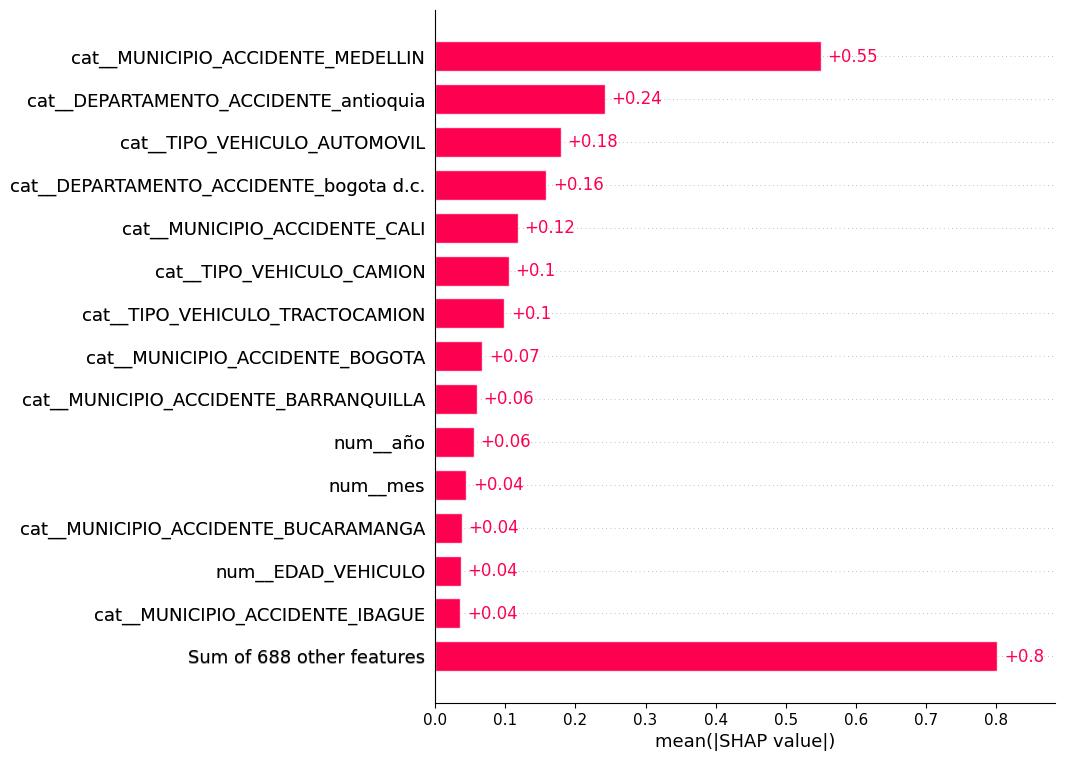 cat__MUNICIPIO_ACCIDENTE_MEDELLIN +0.55
cat__DEPARTAMENTO_ACCIDENTE_antioquia +0.24
cat__TIPO_VEHICULO_AUTOMOVIL +0.18
cat__DEPARTAMENTO_ACCIDENTE_bogota d.c. +0.16
cat__MUNICIPIO_ACCIDENTE_CALI +0.12
cat__TIPO_VEHICULO_CAMION +0.1
cat__TIPO_VEHICULO_TRACTOCAMION +0.1
cat__MUNICIPIO_ACCIDENTE_BOGOTA +0.07
cat__MUNICIPIO_ACCIDENTE_BARRANQUILLA +0.06
num__año +0.06
num__mes +0.04
cat__MUNICIPIO_ACCIDENTE_BUCARAMANGA +0.04
num__EDAD_VEHICULO +0.04
cat__MUNICIPIO_ACCIDENTE_IBAGUE +0.04
Sum of 688 other features +0.8
0.0 0.1 0.2 0.3 0.4 0.5 0.6 0.7 0.8
mean(|SHAP value|)